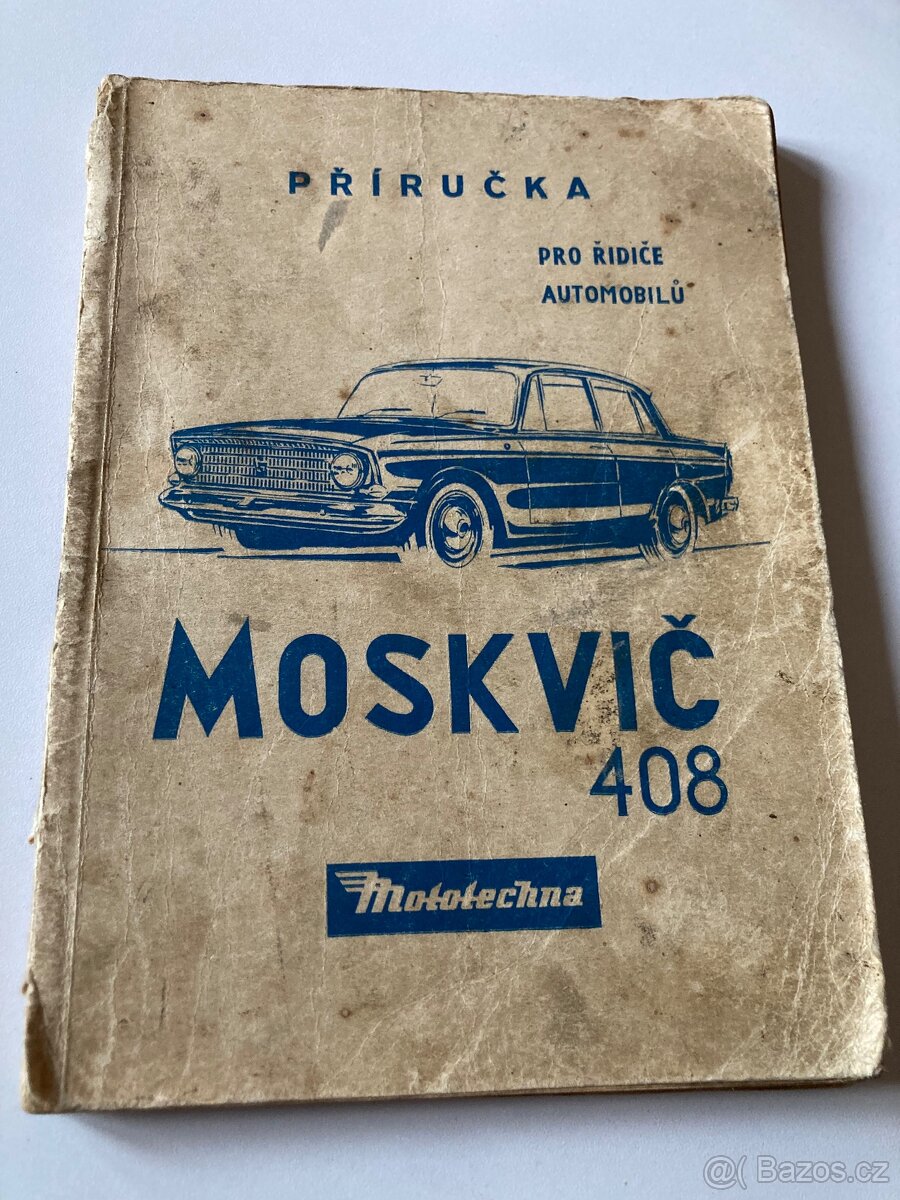 PŘÍRUČKA
PRO ŘIDIČE
AUTOMOBILŮ
MOSKVIČ
408
Mototechna
@( Bazos.cz